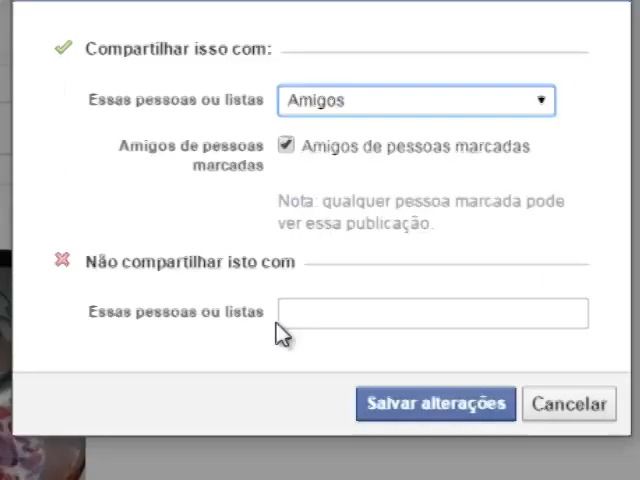 Compartilhar isso com:
Essas pessoas ou listas
Amigos
Amigos de pessoas
marcadas
Amigos de pessoas marcadas
Nota: qualquer pessoa marcada pode
ver essa publicação.
Não compartilhar isto com
Essas pessoas ou listas
Salvar alterações
Cancelar